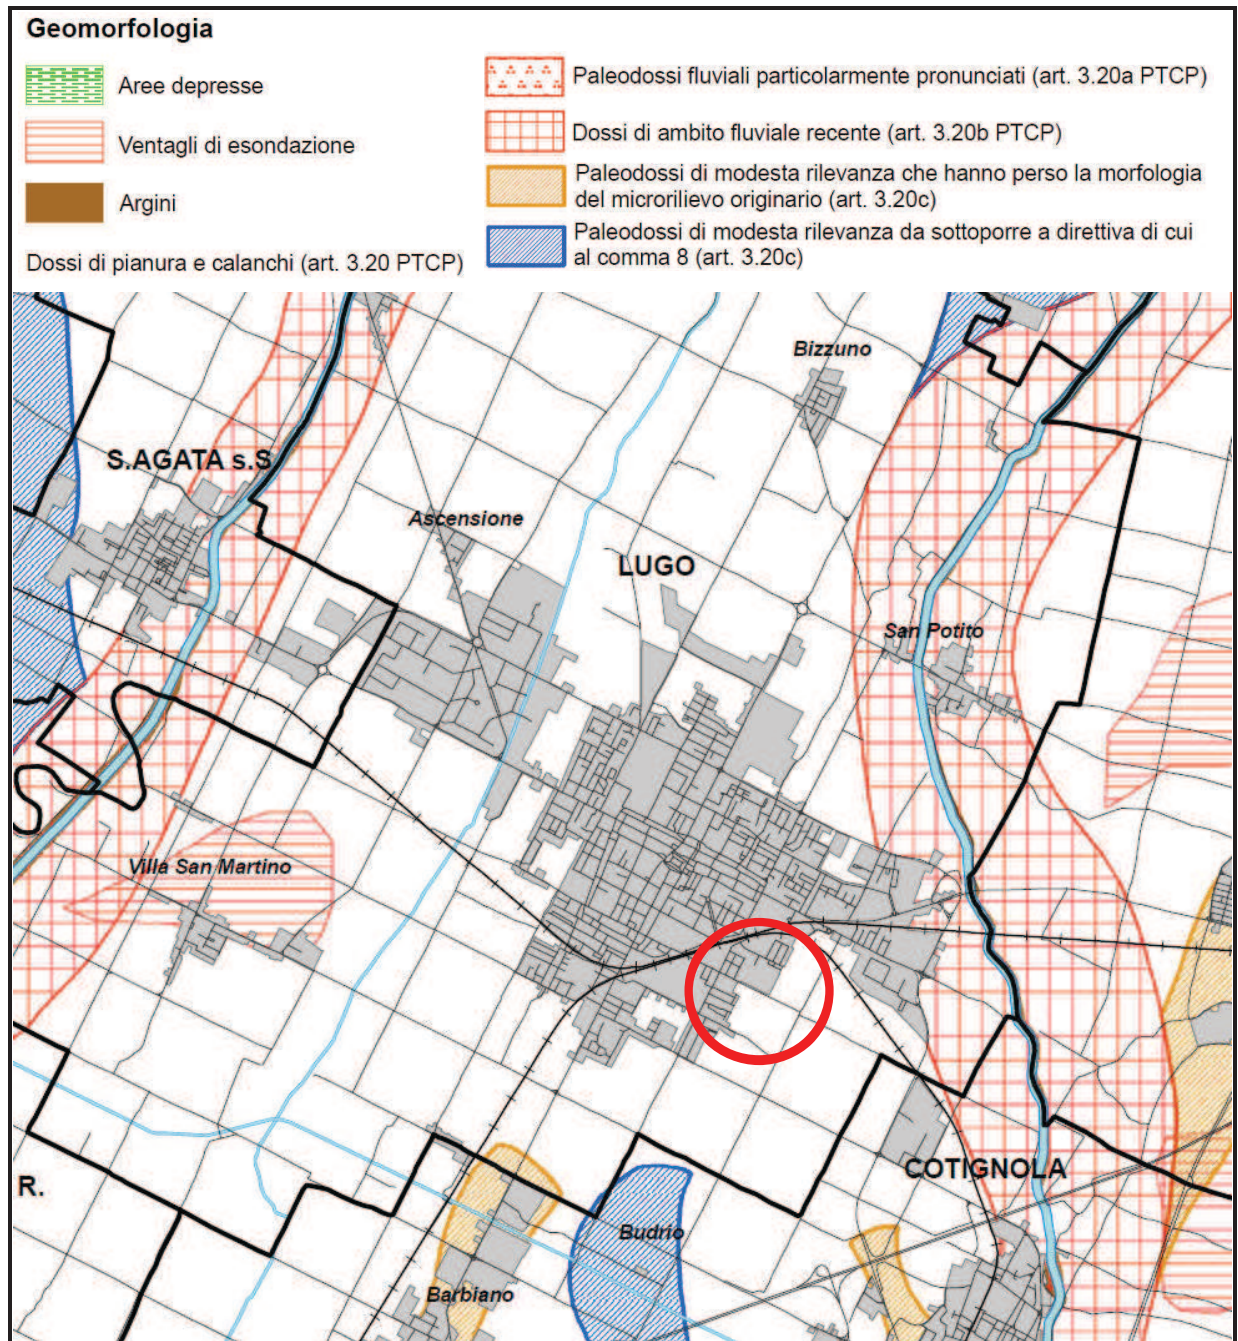 Geomorfologia
Aree depresse
Ventagli di esondazione
Argini
Dossi di pianura e calanchi (art. 3.20 PTCP)
Paleodossi fluviali particolarmente pronunciati (art. 3.20a PTCP)
Dossi di ambito fluviale recente (art. 3.20b PTCP)
Paleodossi di modesta rilevanza che hanno perso la morfologia
del microrilievo originario (art. 3.20c)
Paleodossi di modesta rilevanza da sottoporre a direttiva di cui
al comma 8 (art. 3.20c)
Bizzuno
S.AGATA s.S
Ascensione
LUGO
San Potito
Villa San Martino
COTIGNOLA
R.
Budrio
Barbiano